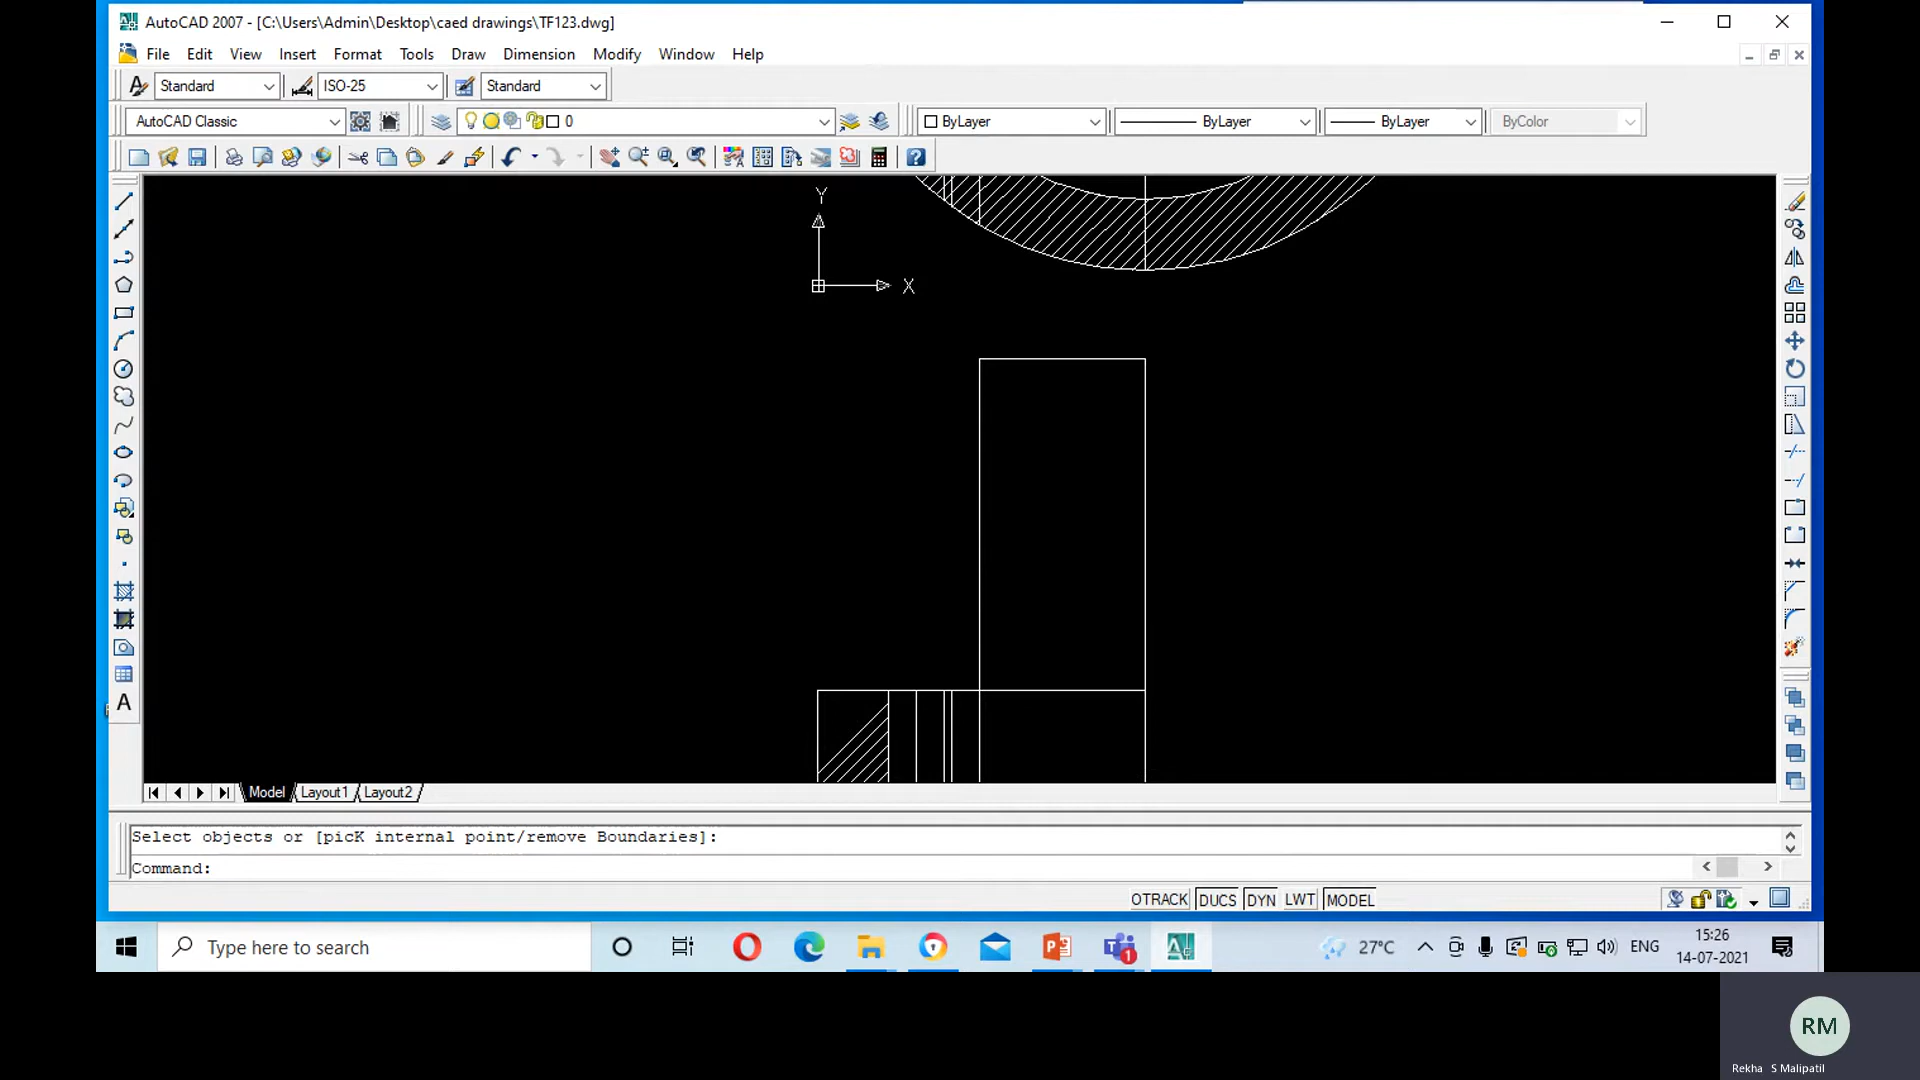 AutoCAD 2007 - [C:\Users\Admin\Desktop\caed drawings\TF123.dwg]
File Edit View Insert Format Tools Draw Dimension Modify Window Help
Standard ISO-25 Standard
AutoCAD Classic 0 ByLayer ByLayer ByLayer ByColor
Y
X
A
Model Layout1 Layout2
Select objects or [picK internal point/remove Boundaries]:
Command:
OTRACK DUCS DYN LWT MODEL
Type here to search 1 27°C ENG 15:26
14-07-2021
RM
Rekha S Malipatil